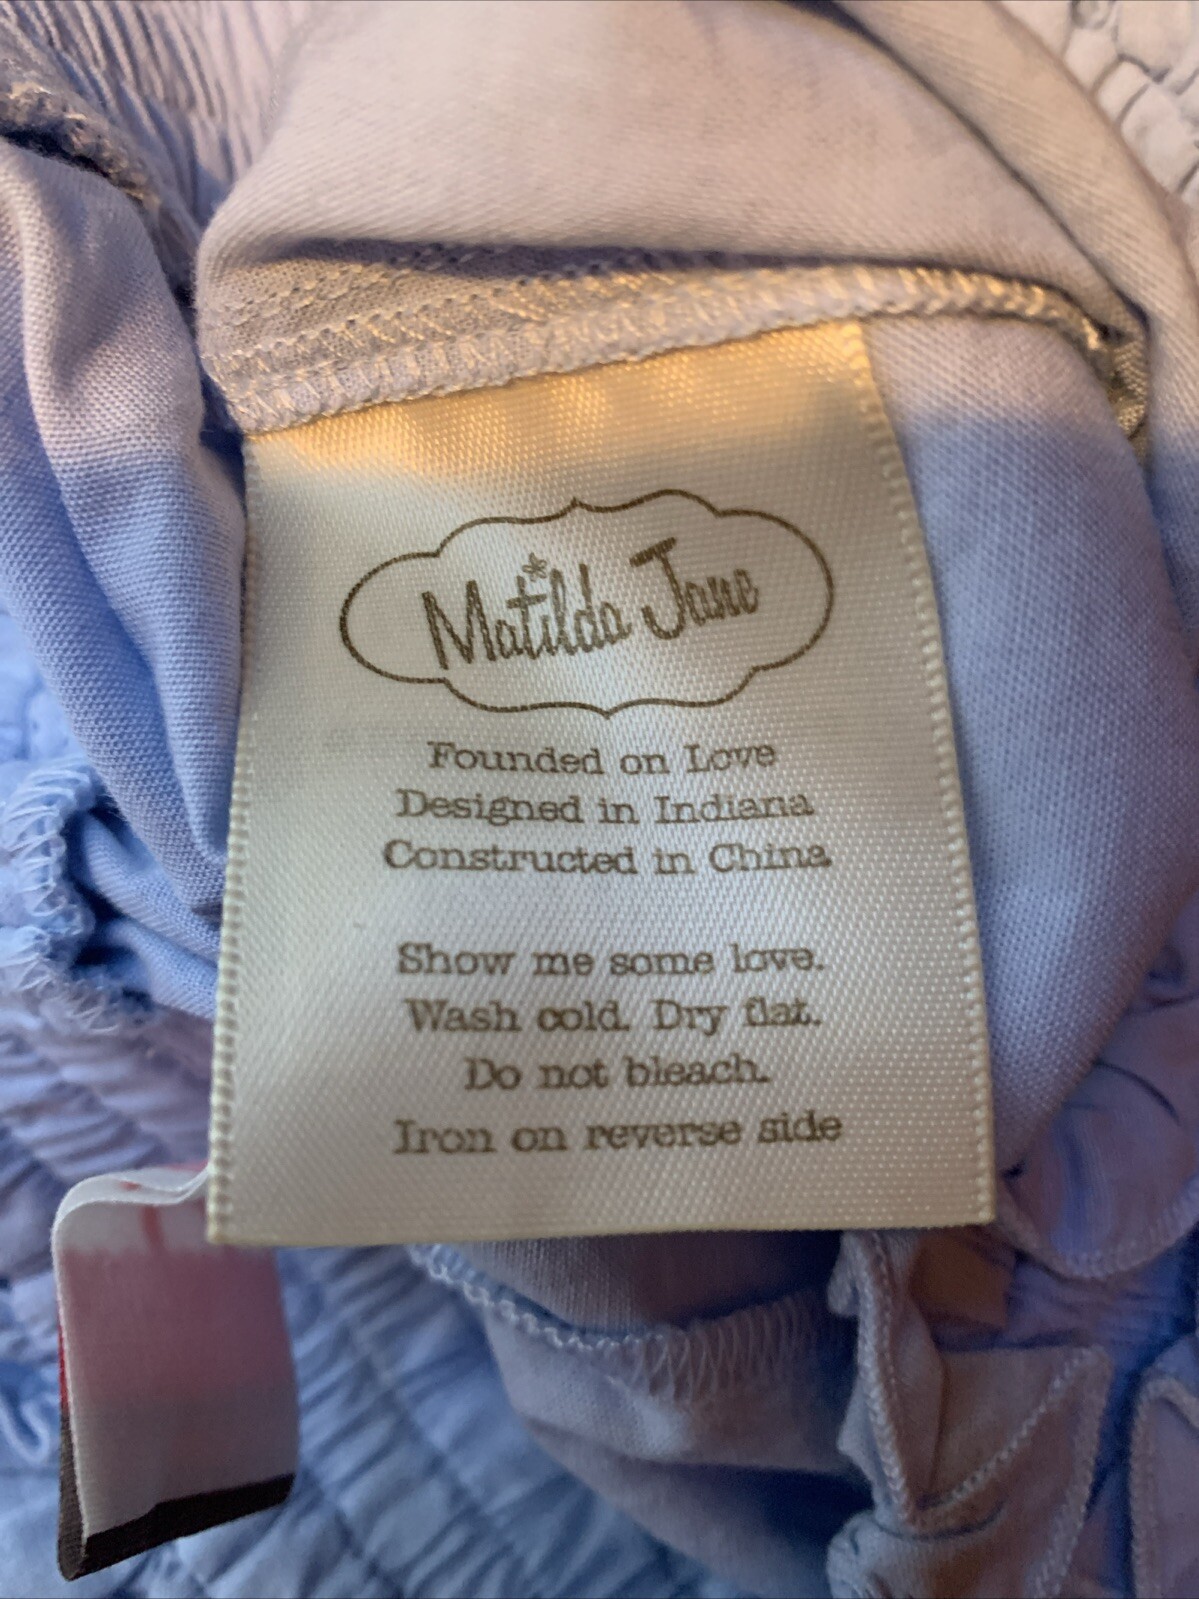 Matilda Jane
Founded on Love
Designed in Indiana
Constructed in China
Show me some love.
Wash cold. Dry flat.
Do not bleach.
Iron on reverse side